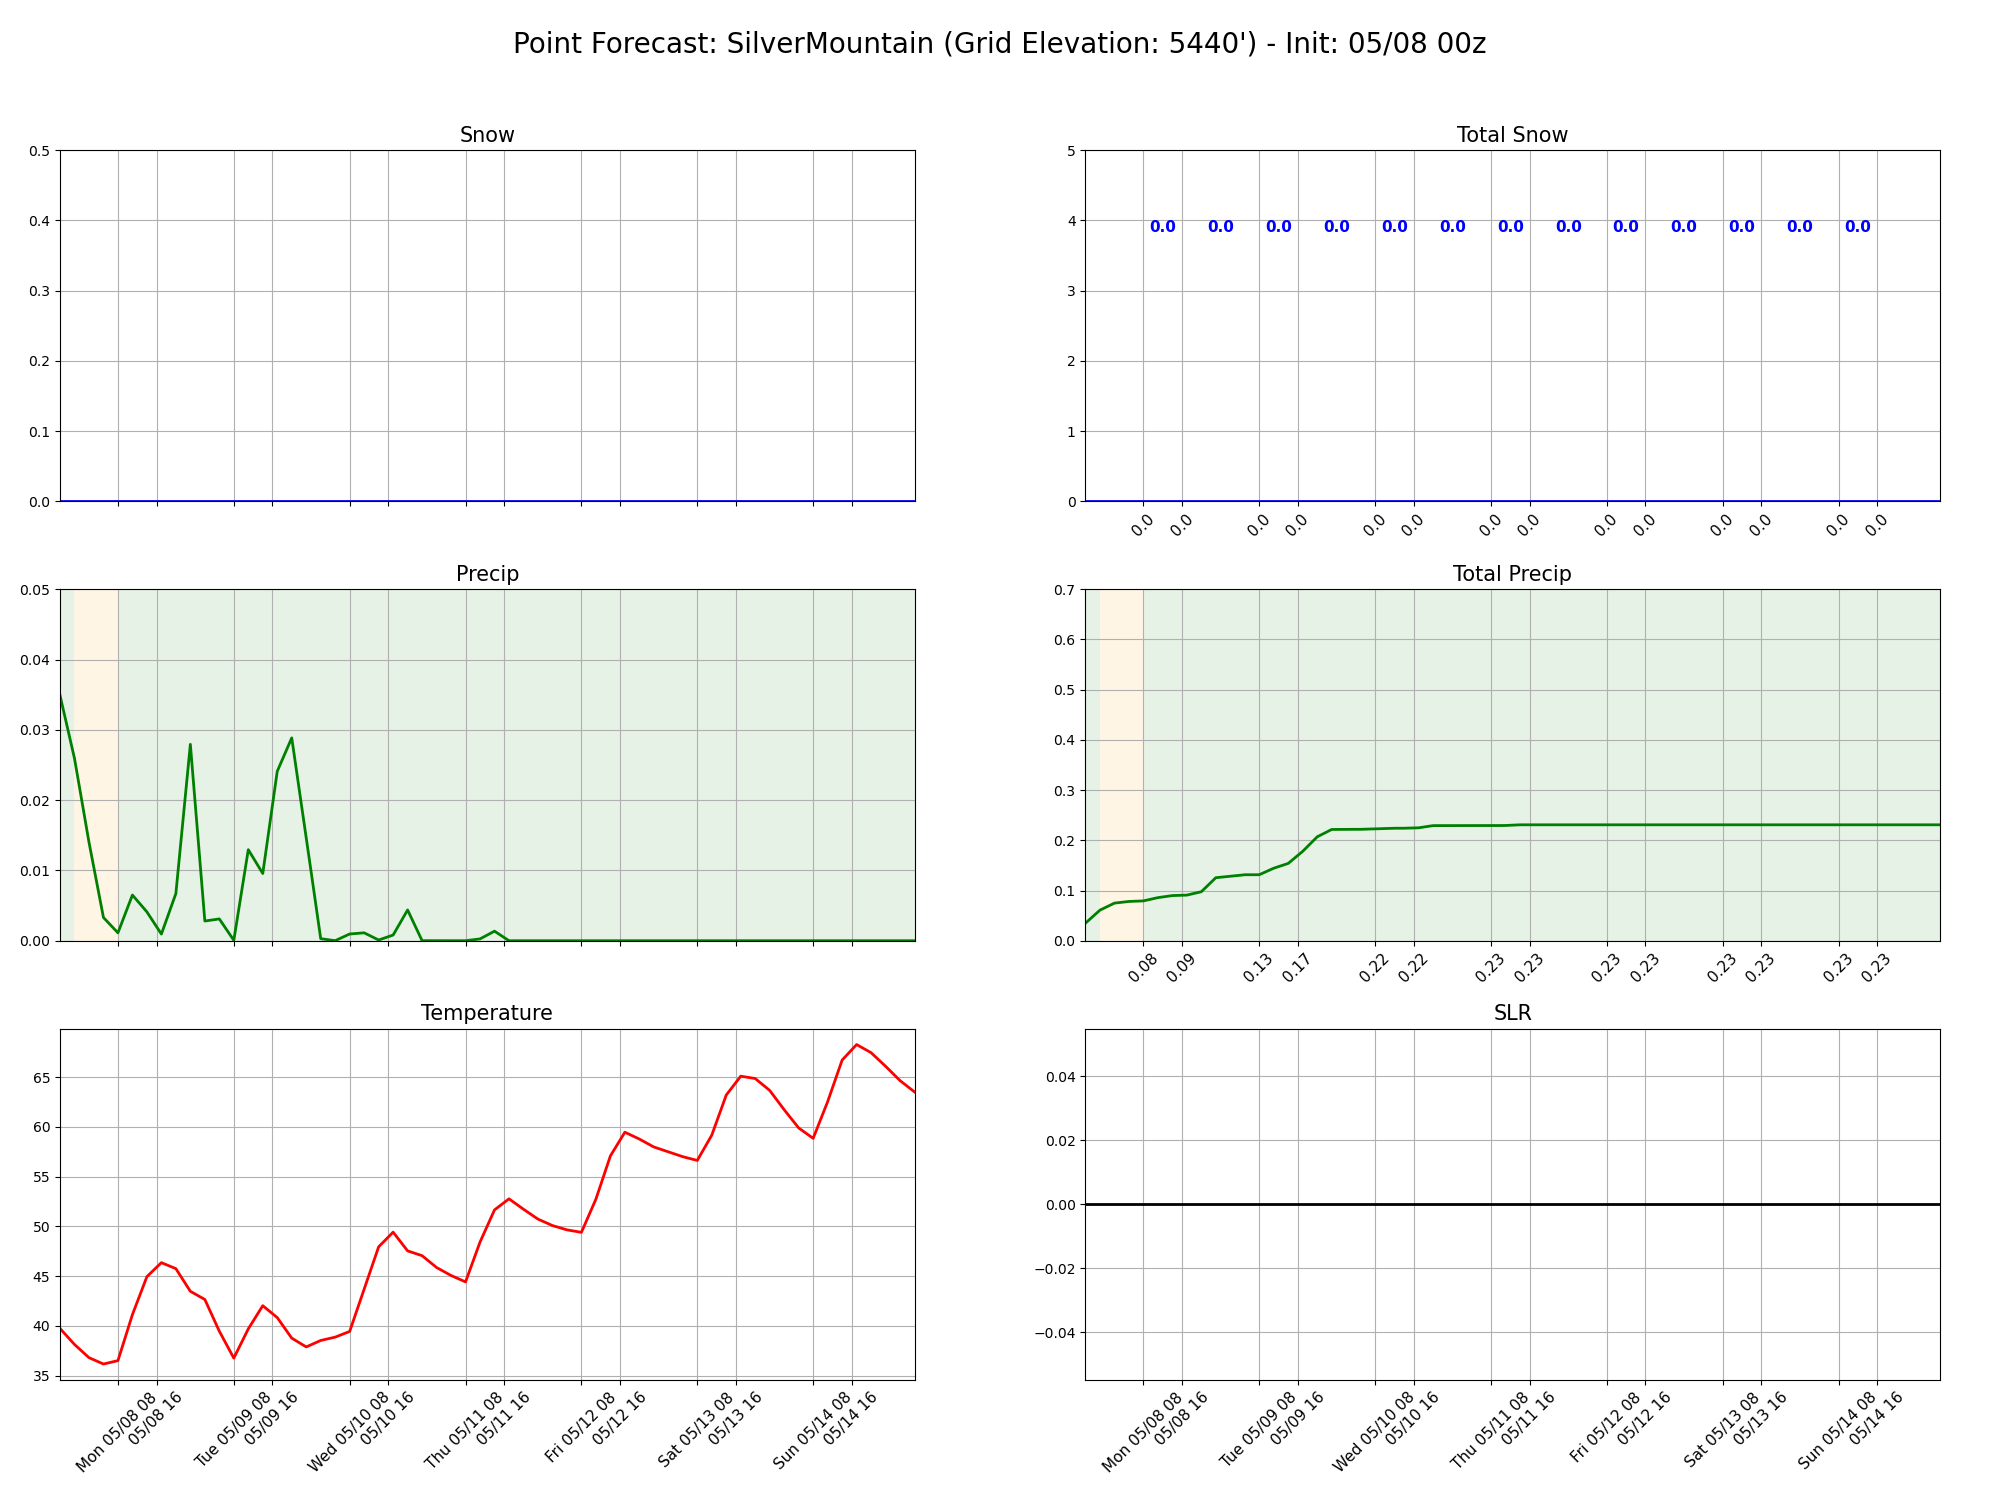 Point Forecast: SilverMountain (Grid Elevation: 5440') - Init: 05/08 00z
Snow
0.5
0.4
0.3
0.2
0.1
0.0
Total Snow
5
4
3
2
1
0
0.0 0.0 0.0 0.0 0.0 0.0 0.0 0.0 0.0 0.0 0.0 0.0 0.0
0.0 0.0 0.0 0.0 0.0 0.0 0.0 0.0 0.0 0.0 0.0 0.0 0.0 0.0
Precip
0.05
0.04
0.03
0.02
0.01
0.00
Total Precip
0.7
0.6
0.5
0.4
0.3
0.2
0.1
0.0
0.08 0.09 0.13 0.17 0.22 0.22 0.23 0.23 0.23 0.23 0.23 0.23 0.23 0.23
Temperature
65
60
55
50
45
40
35
Mon 05/08 08
05/08 16
Tue 05/09 08
05/09 16
Wed 05/10 08
05/10 16
Thu 05/11 08
05/11 16
Fri 05/12 08
05/12 16
Sat 05/13 08
05/13 16
Sun 05/14 08
05/14 16
SLR
0.04
0.02
0.00
−0.02
−0.04
Mon 05/08 08
05/08 16
Tue 05/09 08
05/09 16
Wed 05/10 08
05/10 16
Thu 05/11 08
05/11 16
Fri 05/12 08
05/12 16
Sat 05/13 08
05/13 16
Sun 05/14 08
05/14 16